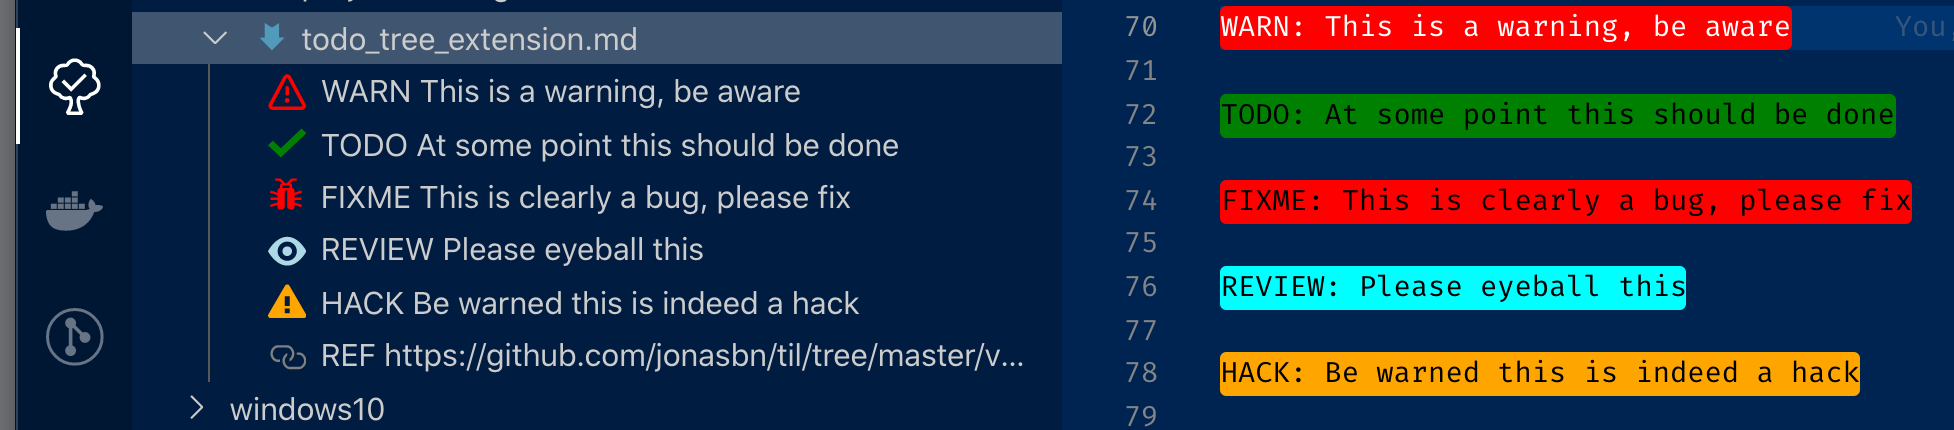 todo_tree_extension.md
WARN This is a warning, be aware
TODO At some point this should be done
FIXME This is clearly a bug, please fix
REVIEW Please eyeball this
HACK Be warned this is indeed a hack
REF https://github.com/jonasbn/til/tree/master/v...
windows10
70 WARN: This is a warning, be aware You,
71
72 TODO: At some point this should be done
73
74 FIXME: This is clearly a bug, please fix
75
76 REVIEW: Please eyeball this
77
78 HACK: Be warned this is indeed a hack
79